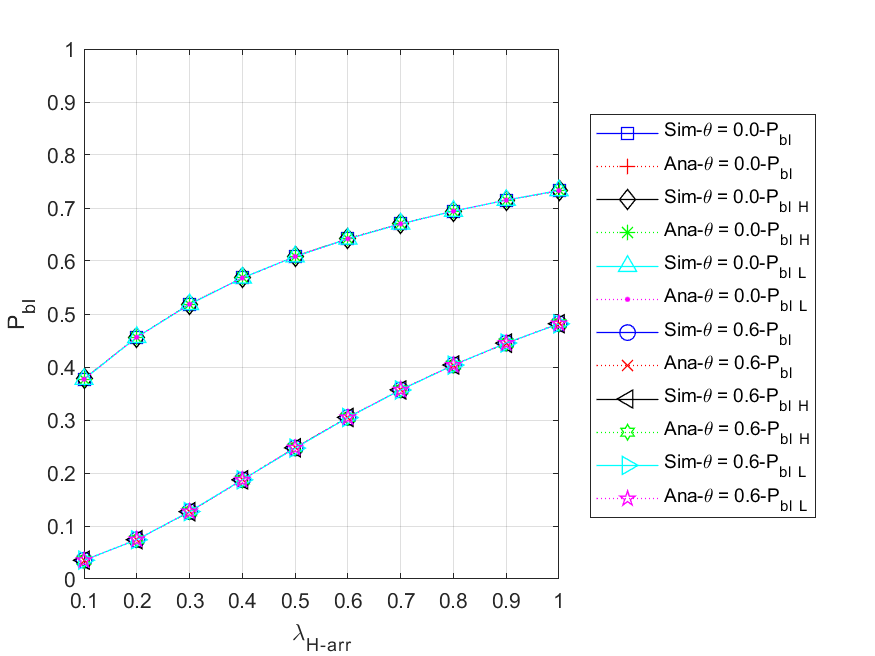 1
0.9
0.8
0.7
0.6
0.5
0.4
0.3
0.2
0.1
0
P_bl
0.1 0.2 0.3 0.4 0.5 0.6 0.7 0.8 0.9 1
λ_H-arr
Sim-θ = 0.0-P_bl
Ana-θ = 0.0-P_bl
Sim-θ = 0.0-P_bl H
Ana-θ = 0.0-P_bl H
Sim-θ = 0.0-P_bl L
Ana-θ = 0.0-P_bl L
Sim-θ = 0.6-P_bl
Ana-θ = 0.6-P_bl
Sim-θ = 0.6-P_bl H
Ana-θ = 0.6-P_bl H
Sim-θ = 0.6-P_bl L
Ana-θ = 0.6-P_bl L